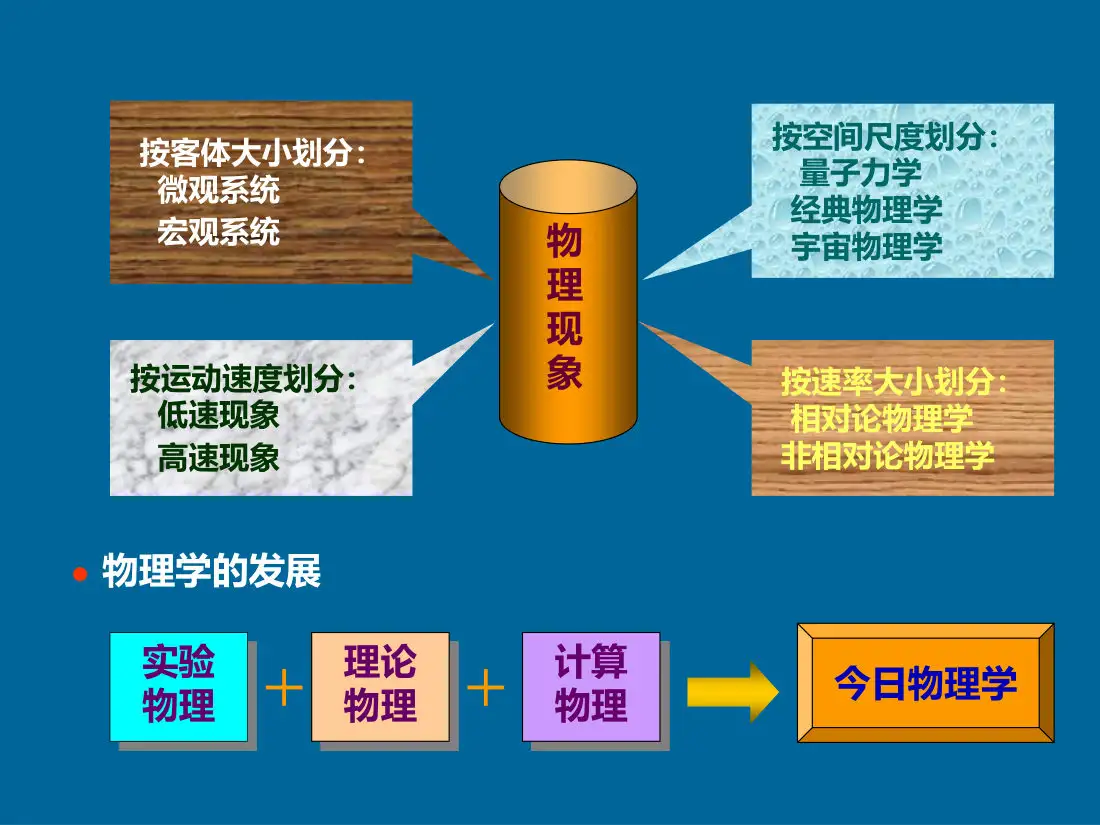 按客体大小划分：
微观系统
宏观系统
按空间尺度划分：
量子力学
经典物理学
宇宙物理学
物
理
现
象
按运动速度划分：
低速现象
高速现象
按速率大小划分：
相对论物理学
非相对论物理学
物理学的发展
实验
物理
＋
理论
物理
＋
计算
物理
今日物理学